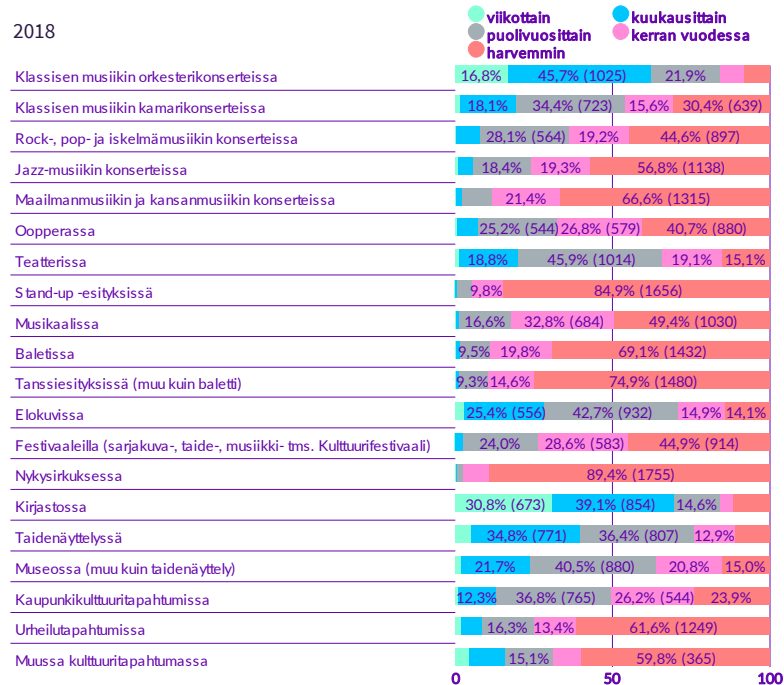 2018
viikottain kuukausittain
puolivuosittain kerran vuodessa
harvemmin
Klassisen musiikin orkesterikonserteissa 16,8% 45,7% (1025) 21,9%
Klassisen musiikin kamarikonserteissa 18,1% 34,4% (723) 15,6% 30,4% (639)
Rock-, pop- ja iskelmämusiikin konserteissa 28,1% (564) 19,2% 44,6% (897)
Jazz-musiikin konserteissa 18,4% 19,3% 56,8% (1138)
Maailmanmusiikin ja kansanmusiikin konserteissa 21,4% 66,6% (1315)
Oopperassa 25,2% (544) 26,8% (579) 40,7% (880)
Teatterissa 18,8% 45,9% (1014) 19,1% 15,1%
Stand-up -esityksissä 9,8% 84,9% (1656)
Musikaalissa 16,6% 32,8% (684) 49,4% (1030)
Baletissa 9,5% 19,8% 69,1% (1432)
Tanssiesityksissä (muu kuin baletti) 9,3% 14,6% 74,9% (1480)
Elokuvissa 25,4% (556) 42,7% (932) 14,9% 14,1%
Festivaaleilla (sarjakuva-, taide-, musiikki- tms. Kulttuurifestivaali) 24,0% 28,6% (583) 44,9% (914)
Nykysirkuksessa 89,4% (1755)
Kirjastossa 30,8% (673) 39,1% (854) 14,6%
Taidenäyttelyssä 34,8% (771) 36,4% (807) 12,9%
Museossa (muu kuin taidenäyttely) 21,7% 40,5% (880) 20,8% 15,0%
Kaupunkikulttuuritapahtumissa 12,3% 36,8% (765) 26,2% (544) 23,9%
Urheilutapahtumissa 16,3% 13,4% 61,6% (1249)
Muussa kulttuuritapahtumassa 15,1% 59,8% (365)
0 50 100